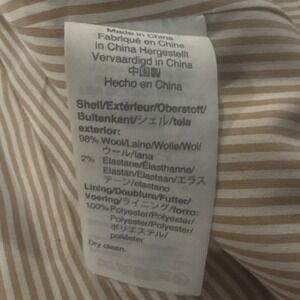 Made in China
Fabriqué en Chine
in China Hergestellt
Vervaardigd in China
中国製
Hecho en China
Shell/Extérieur/Oberstoff/
Buitenkant/シェル/tela
exterior:
98% Wool/Laine/Wolle/Wol/
ウール/lana
2% Elastane/Élasthanne/
Elastan/Elastaan/エラス
テーン/elastano
Lining/Doublure/Futter/
Voering/ライニング/forro:
100% Polyester/Polyester/
Polyester/Polyester/
ポリエステル/
poliéster
Dry clean.